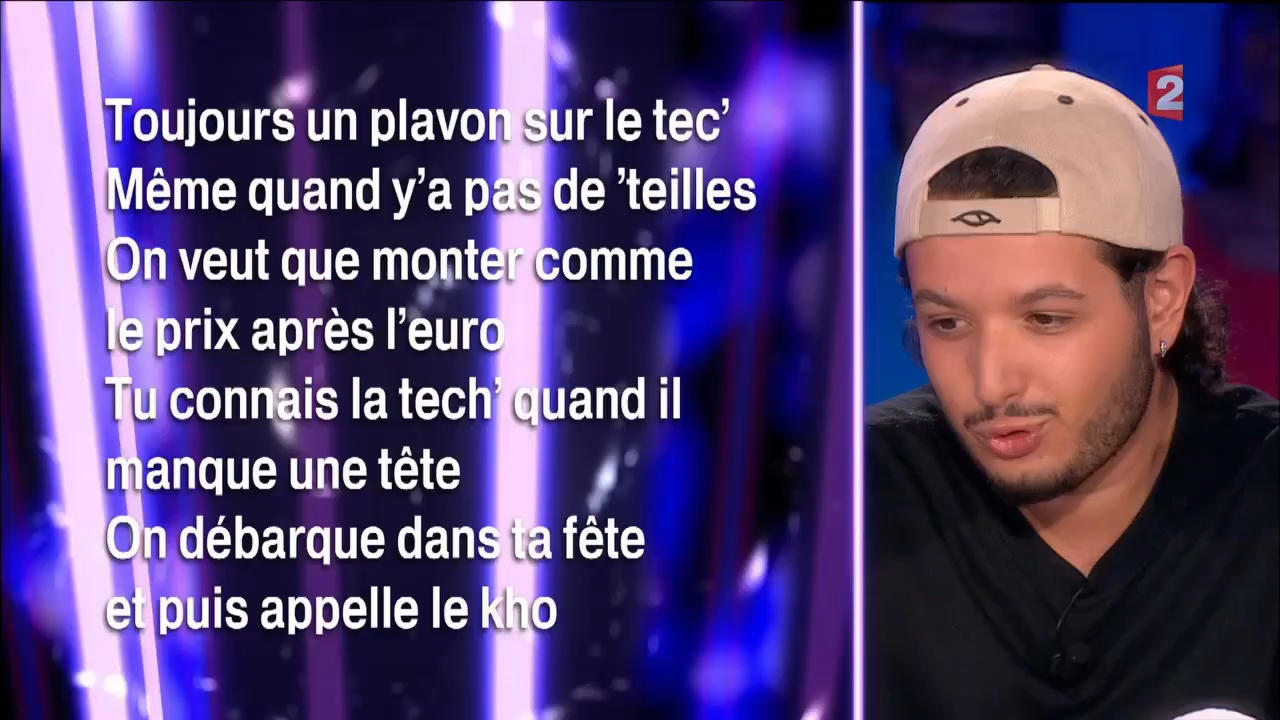 Toujours un plavon sur le tec’
Même quand y’a pas de ’teilles
On veut que monter comme
le prix après l’euro
Tu connais la tech’ quand il
manque une tête
On débarque dans ta fête
et puis appelle le kho
2